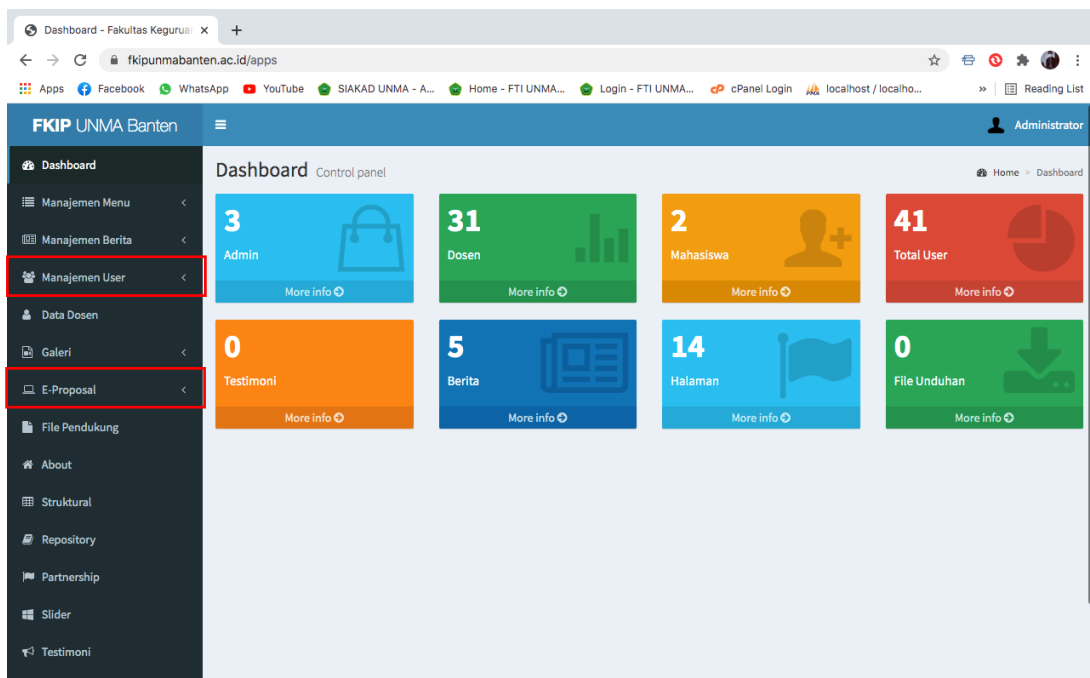 Dashboard - Fakultas Keguruan
fkipunmabanten.ac.id/apps
Apps Facebook WhatsApp YouTube SIAKAD UNMA - A... Home - FTI UNMA... Login - FTI UNMA... cPanel Login localhost / localho... » Reading List
FKIP UNMA Banten
Administrator
Dashboard
Manajemen Menu
Manajemen Berita
Manajemen User
Data Dosen
Galeri
E-Proposal
File Pendukung
About
Struktural
Repository
Partnership
Slider
Testimoni
Dashboard Control panel
Home > Dashboard
3
Admin
More info
31
Dosen
More info
2
Mahasiswa
More info
41
Total User
More info
0
Testimoni
More info
5
Berita
More info
14
Halaman
More info
0
File Unduhan
More info